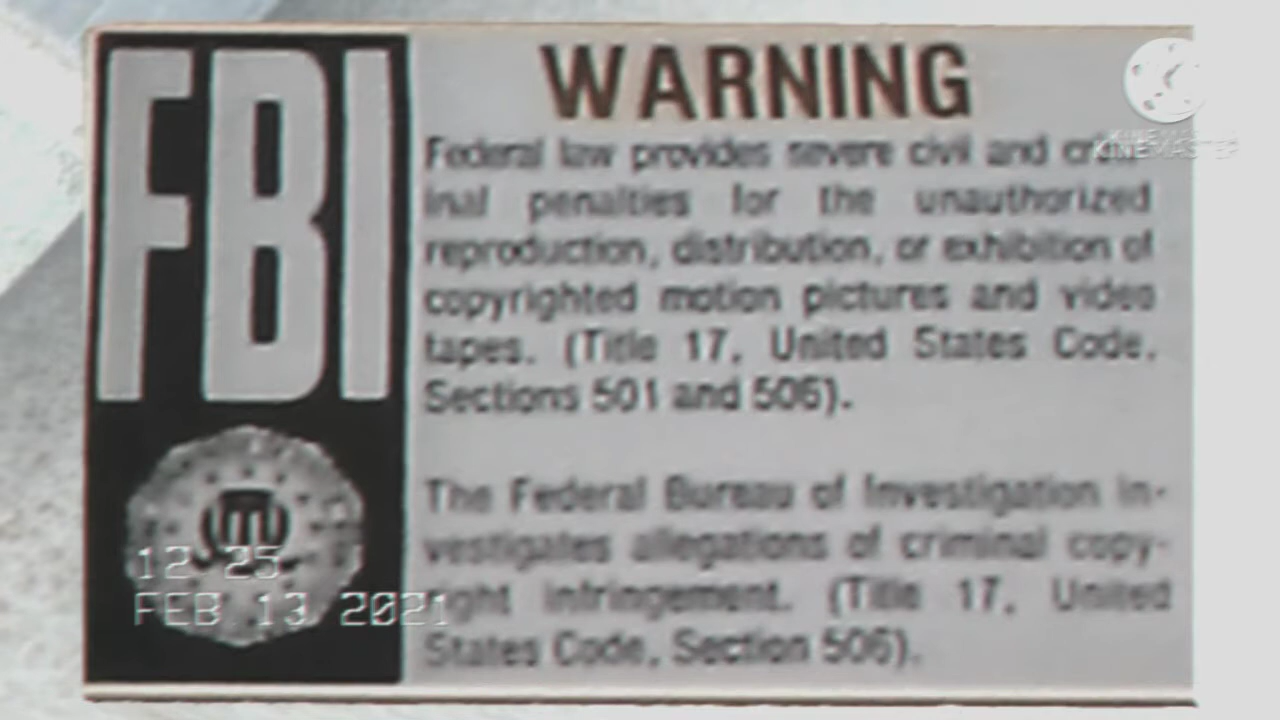 FBI
WARNING
Federal law provides severe civil and crim-
inal penalties for the unauthorized
reproduction, distribution, or exhibition of
copyrighted motion pictures and video
tapes. (Title 17, United States Code,
Sections 501 and 506).
The Federal Bureau of Investigation in-
vestigates allegations of criminal copy-
right infringement. (Title 17, United
States Code, Section 506).
12 25
FEB 13 2021
KINEMASTER
KINEMASTER